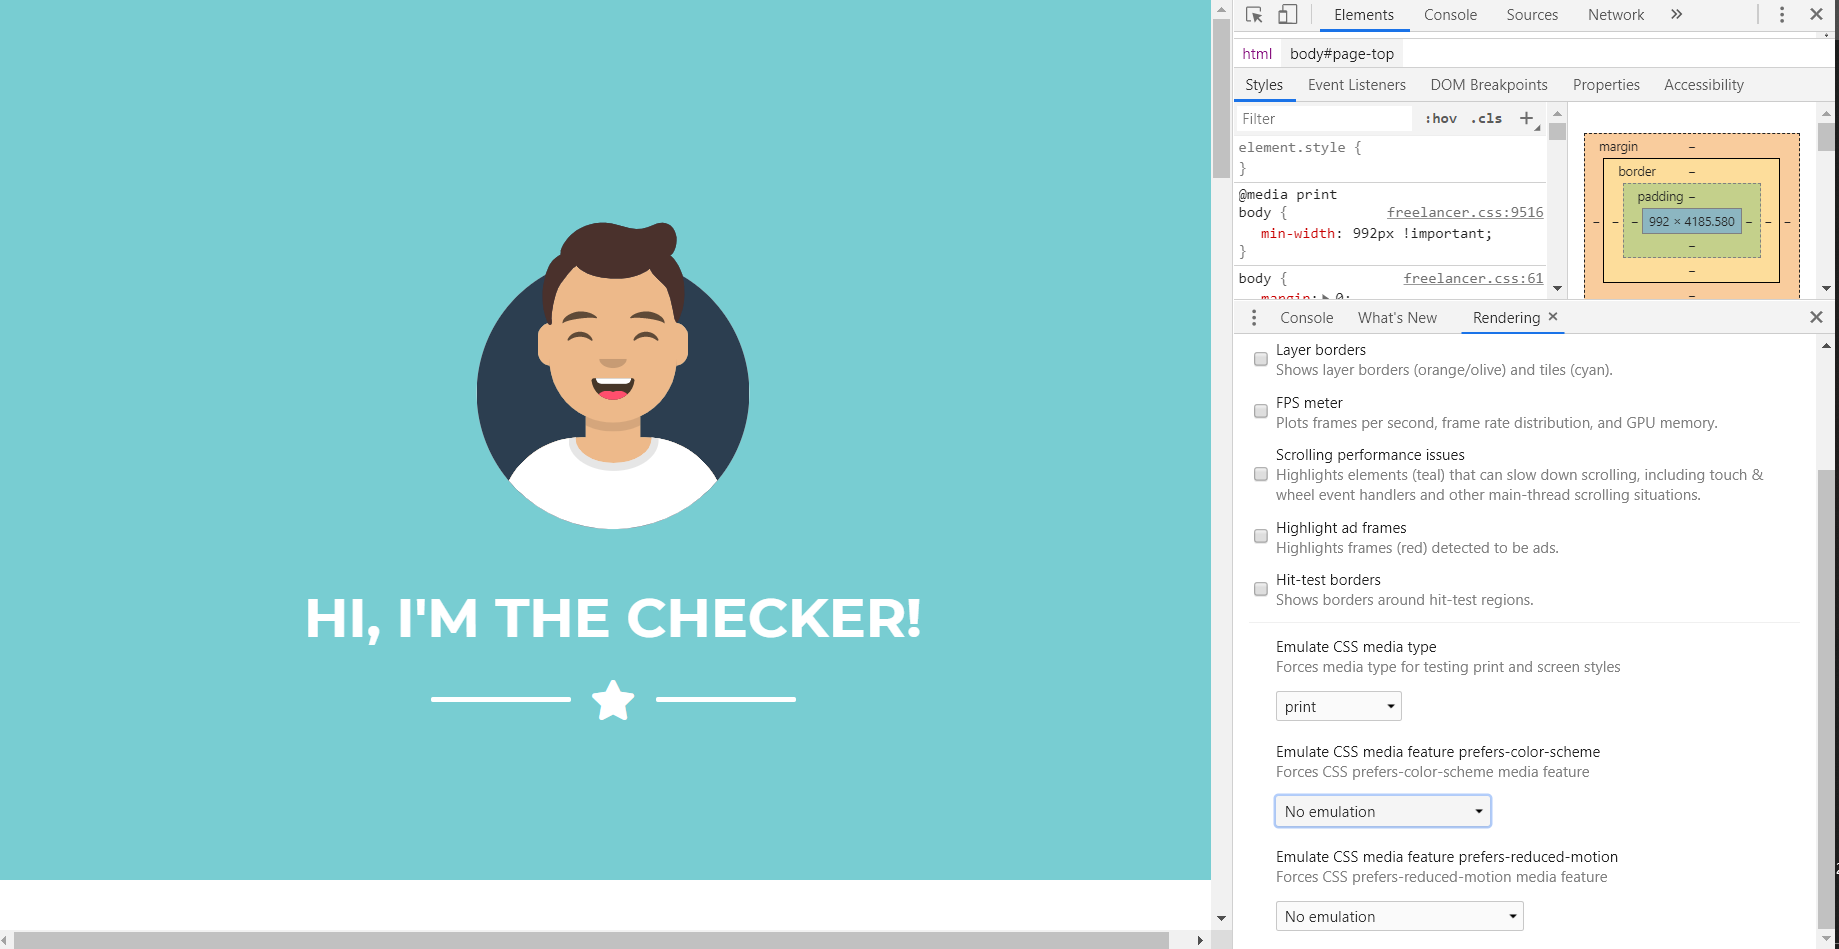 HI, I'M THE CHECKER!
Elements Console Sources Network »
html body#page-top
Styles Event Listeners DOM Breakpoints Properties Accessibility
Filter :hov .cls +
element.style {
}
@media print
body { freelancer.css:9516
min-width: 992px !important;
}
body { freelancer.css:61
margin: 0;
margin –
border –
padding –
– – – 992 × 4185.580 – – –
–
–
–
Console What's New Rendering ×
Layer borders
Shows layer borders (orange/olive) and tiles (cyan).
FPS meter
Plots frames per second, frame rate distribution, and GPU memory.
Scrolling performance issues
Highlights elements (teal) that can slow down scrolling, including touch &
wheel event handlers and other main-thread scrolling situations.
Highlight ad frames
Highlights frames (red) detected to be ads.
Hit-test borders
Shows borders around hit-test regions.
Emulate CSS media type
Forces media type for testing print and screen styles
print
Emulate CSS media feature prefers-color-scheme
Forces CSS prefers-color-scheme media feature
No emulation
Emulate CSS media feature prefers-reduced-motion
Forces CSS prefers-reduced-motion media feature
No emulation